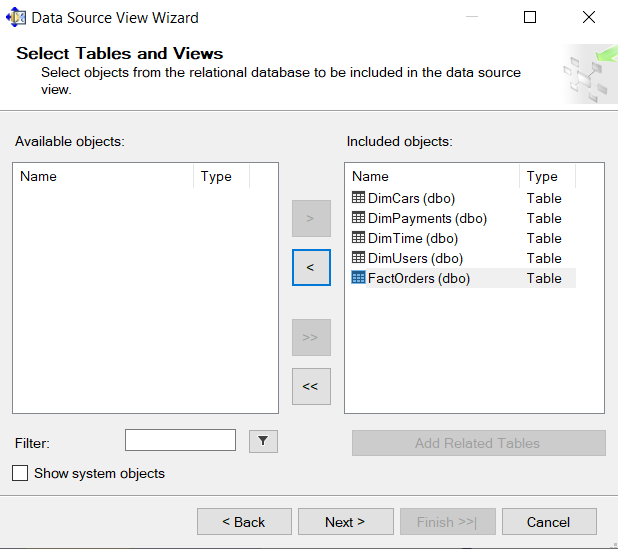 Data Source View Wizard
Select Tables and Views
Select objects from the relational database to be included in the data source
view.
Available objects:
Name Type
>
<
>>
<<
Included objects:
Name Type
DimCars (dbo) Table
DimPayments (dbo) Table
DimTime (dbo) Table
DimUsers (dbo) Table
FactOrders (dbo) Table
Filter:
Add Related Tables
Show system objects
< Back Next > Finish >>| Cancel